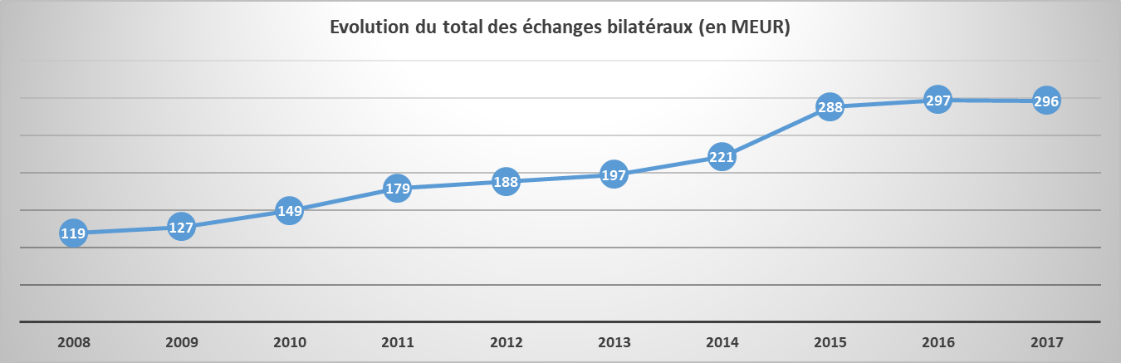 Evolution du total des échanges bilatéraux (en MEUR)
119 127 149 179 188 197 221 288 297 296
2008 2009 2010 2011 2012 2013 2014 2015 2016 2017